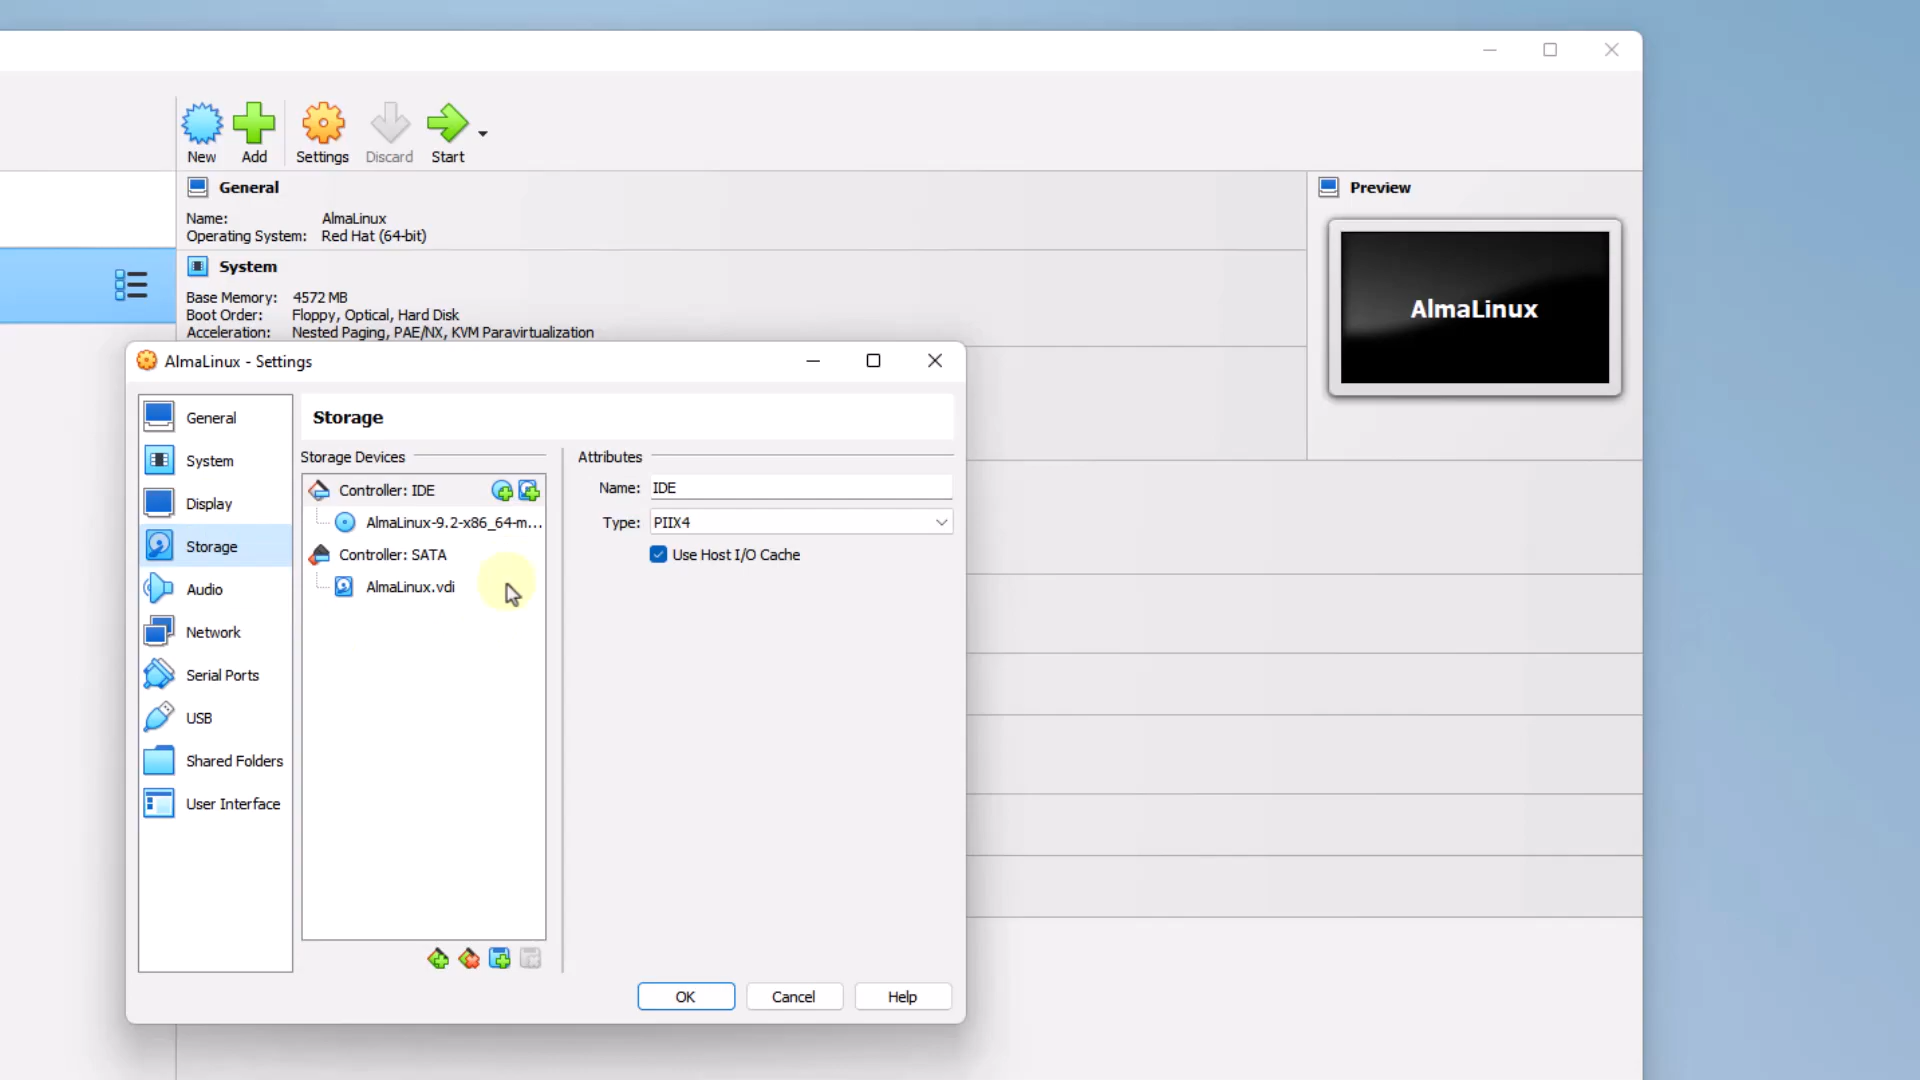 New Add Settings Discard Start
General
Name: AlmaLinux
Operating System: Red Hat (64-bit)
System
Base Memory: 4572 MB
Boot Order: Floppy, Optical, Hard Disk
Acceleration: Nested Paging, PAE/NX, KVM Paravirtualization
Preview
AlmaLinux
AlmaLinux - Settings
General
System
Display
Storage
Audio
Network
Serial Ports
USB
Shared Folders
User Interface
Storage
Storage Devices
Controller: IDE
AlmaLinux-9.2-x86_64-m...
Controller: SATA
AlmaLinux.vdi
Attributes
Name: IDE
Type: PIIX4
Use Host I/O Cache
OK Cancel Help